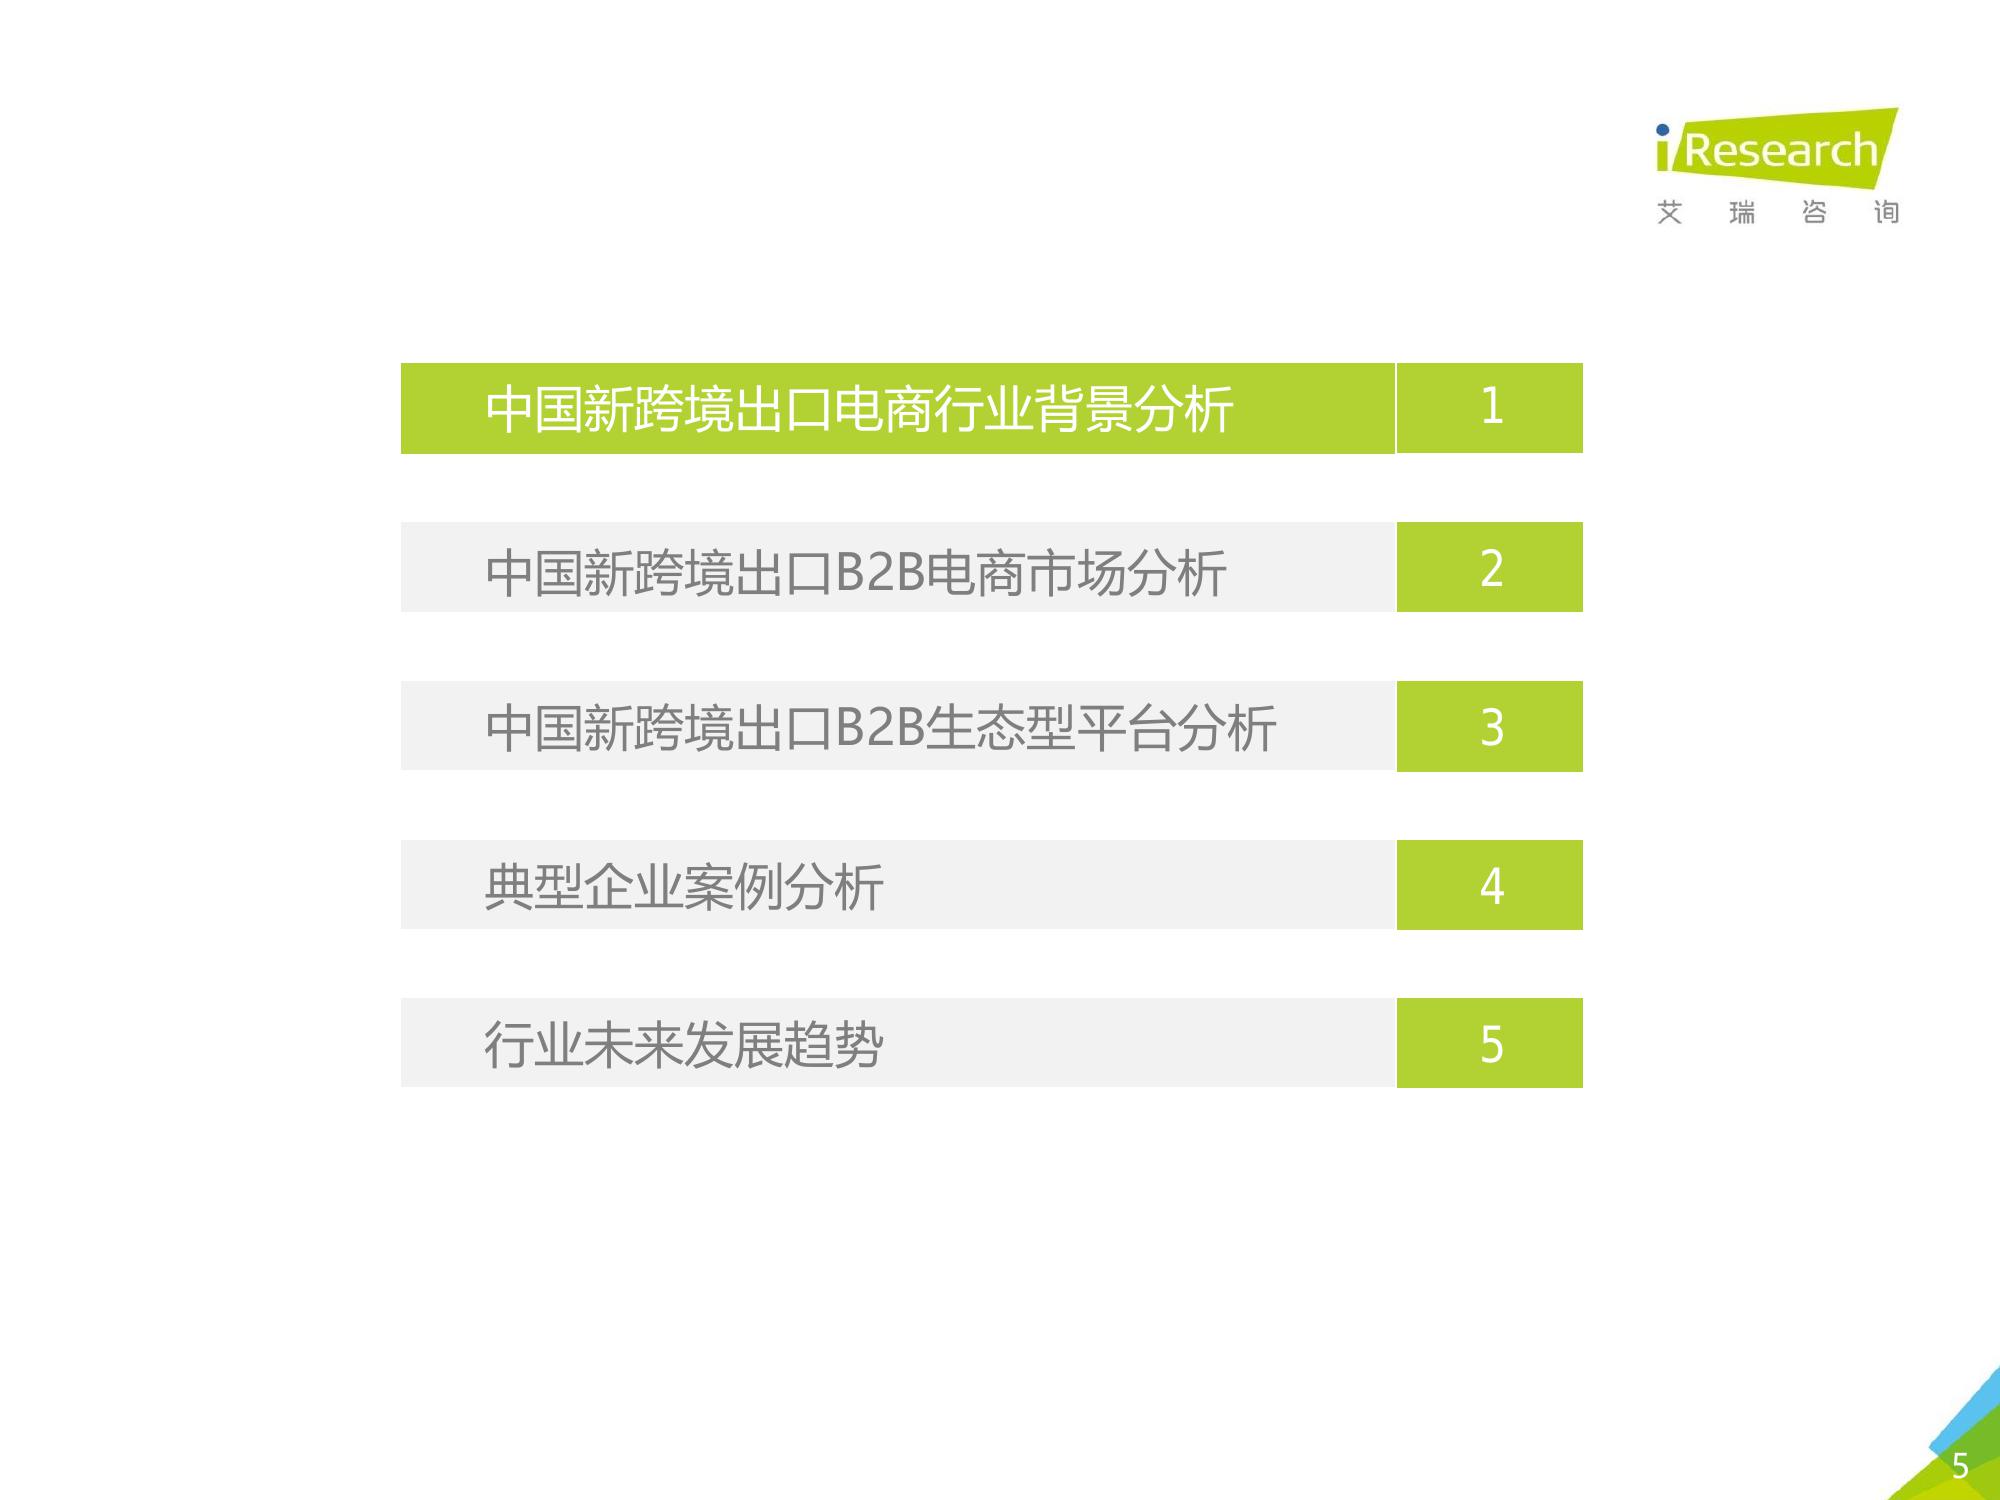 iResearch
艾瑞咨询
中国新跨境出口电商行业背景分析 1
中国新跨境出口B2B电商市场分析 2
中国新跨境出口B2B生态型平台分析 3
典型企业案例分析 4
行业未来发展趋势 5
5